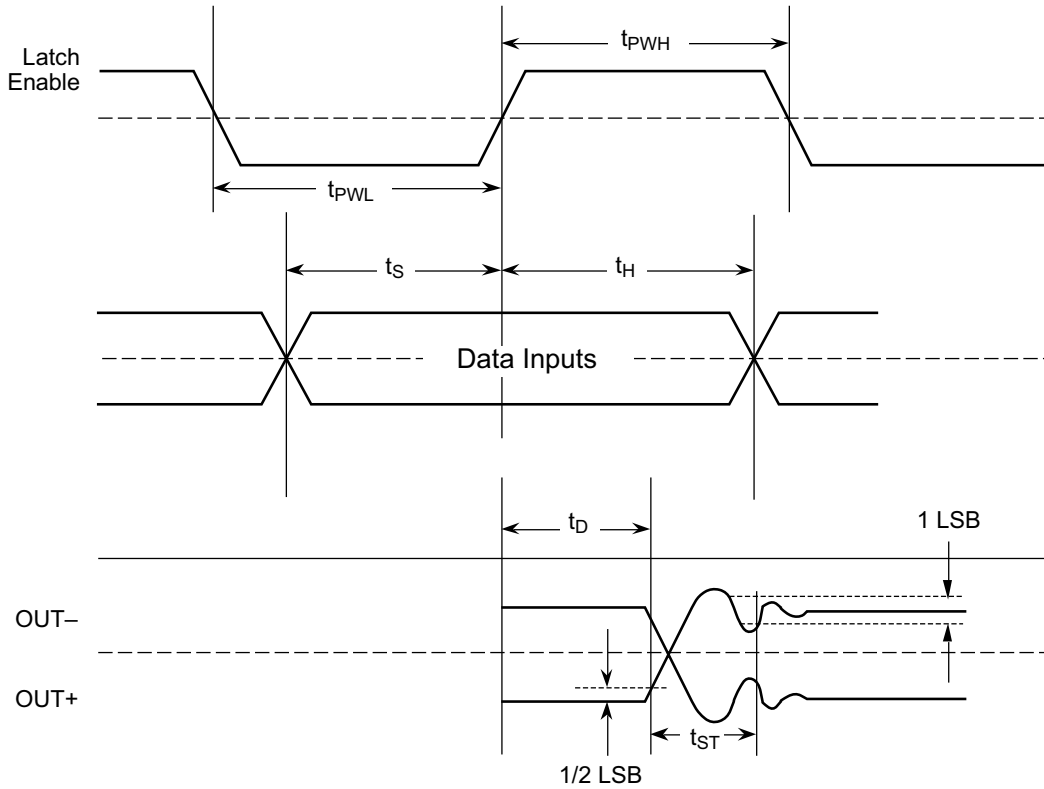 Latch
Enable
tPWH
tPWL
tS
tH
Data Inputs
tD
1 LSB
OUT–
OUT+
tST
1/2 LSB